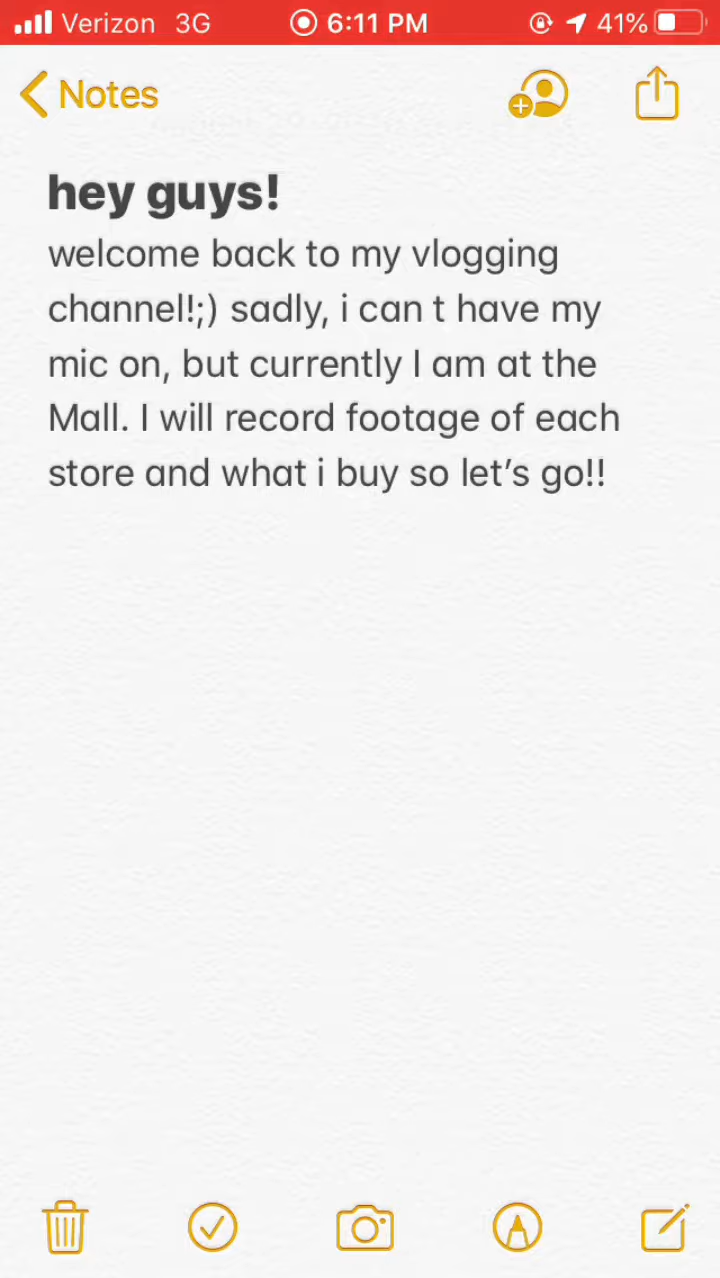 Verizon 3G 6:11 PM 41%
Notes
hey guys!
welcome back to my vlogging
channel!;) sadly, i can t have my
mic on, but currently I am at the
Mall. I will record footage of each
store and what i buy so let’s go!!